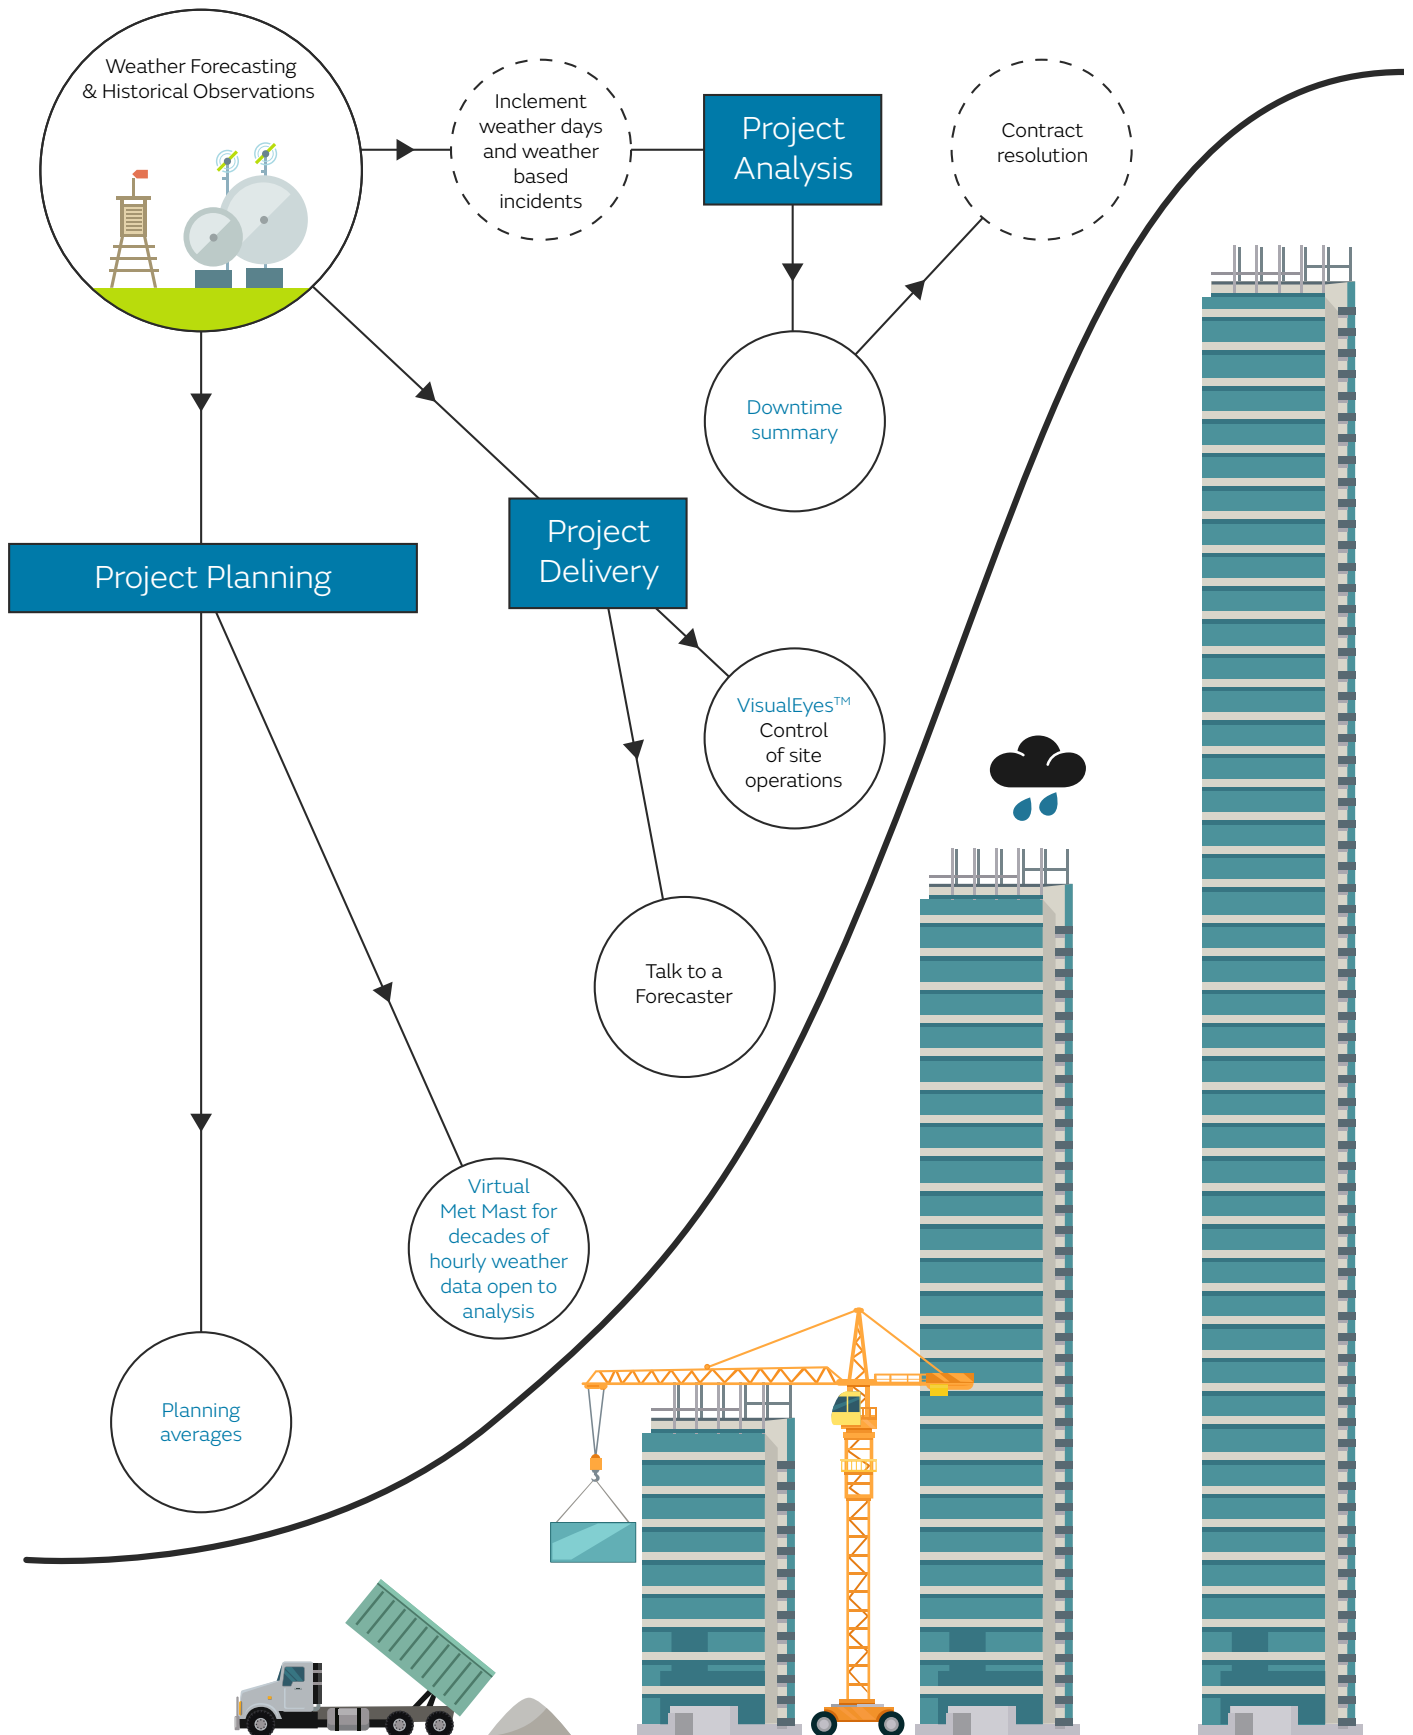 Weather Forecasting
& Historical Observations
Inclement
weather days
and weather
based
incidents
Project
Analysis
Contract
resolution
Downtime
summary
Project Planning
Project
Delivery
VisualEyes™
Control
of site
operations
Talk to a
Forecaster
Virtual
Met Mast for
decades of
hourly weather
data open to
analysis
Planning
averages